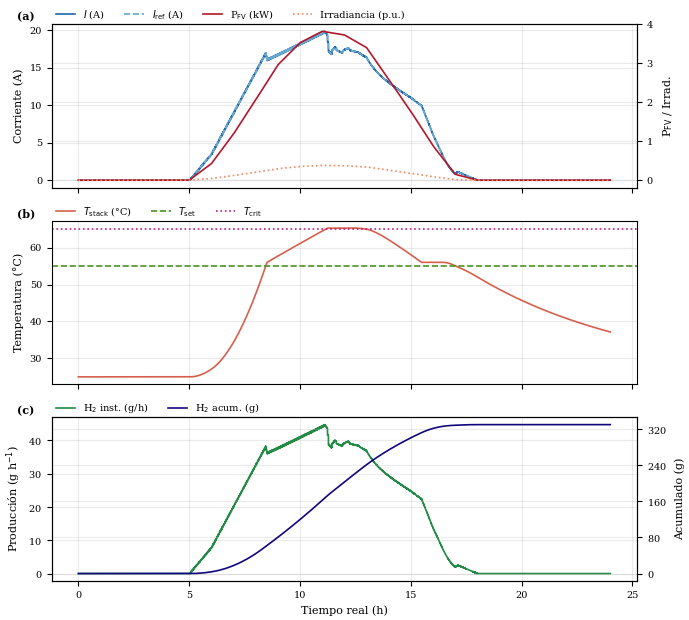 (a) I (A) I_ref (A) P_FV (kW) Irradiancia (p.u.)
20
15
10
5
0
Corriente (A)
4
3
2
1
0
P_FV / Irrad.
(b) T_stack (°C) T_set T_crit
60
50
40
30
Temperatura (°C)
(c) H₂ inst. (g/h) H₂ acum. (g)
40
30
20
10
0
Producción (g h⁻¹)
320
240
160
80
0
Acumulado (g)
0 5 10 15 20 25
Tiempo real (h)